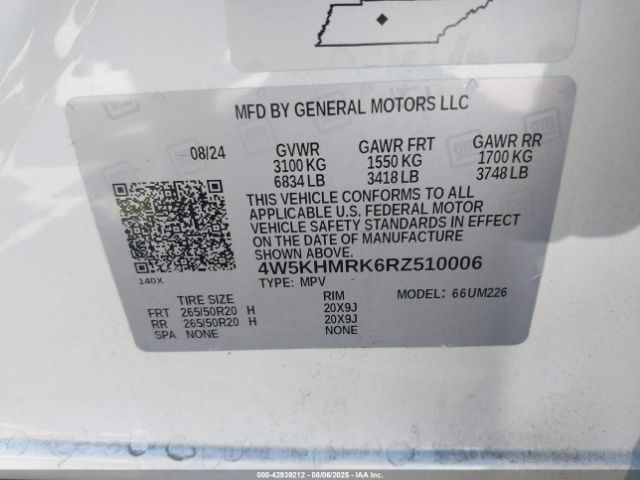 MFD BY GENERAL MOTORS LLC
08/24 GVWR GAWR FRT GAWR RR
3100 KG 1550 KG 1700 KG
6834 LB 3418 LB 3748 LB
THIS VEHICLE CONFORMS TO ALL
APPLICABLE U.S. FEDERAL MOTOR
VEHICLE SAFETY STANDARDS IN EFFECT
ON THE DATE OF MANUFACTURE
SHOWN ABOVE.
140X
4W5KHMRK6RZ510006
TYPE: MPV MODEL: 66UM226
TIRE SIZE RIM
FRT 265/50R20 H 20X9J
RR 265/50R20 H 20X9J
SPA NONE NONE
000-42939212 - 08/06/2025 - IAAI.COM